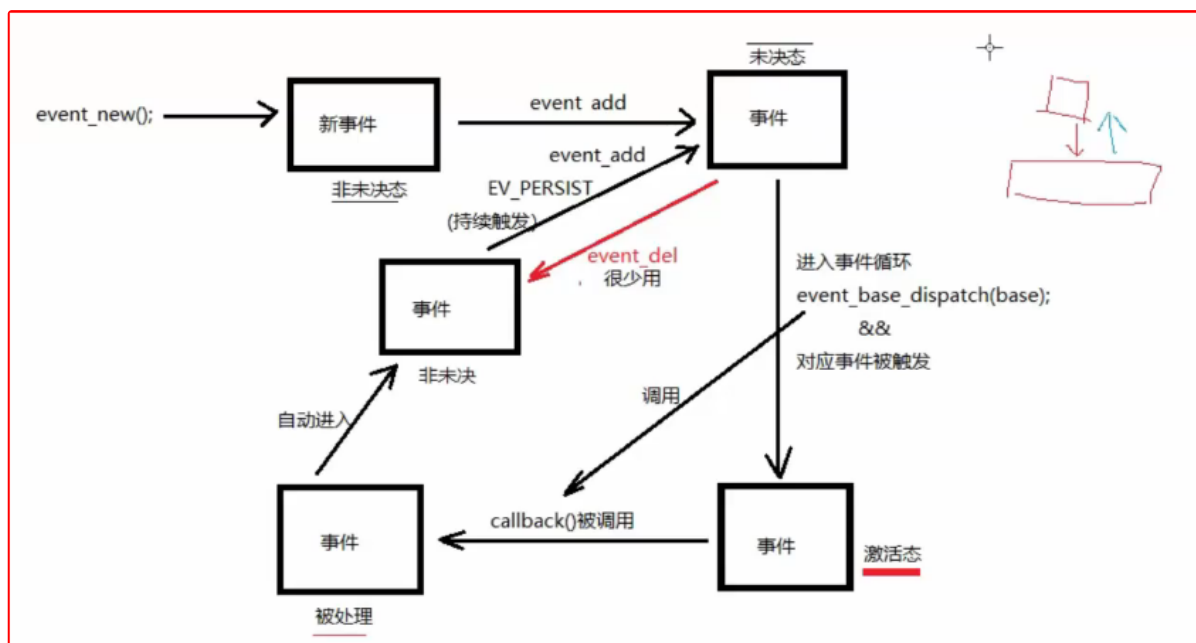 未决态
event_new();
新事件
event add
事件
非未决态
event_add
EV_PERSIST
(持续触发)
event_del
很少用
事件
非未决
进入事件循环
event_base_dispatch(base);
&&
对应事件被触发
调用
自动进入
事件
callback()被调用
事件
激活态
被处理